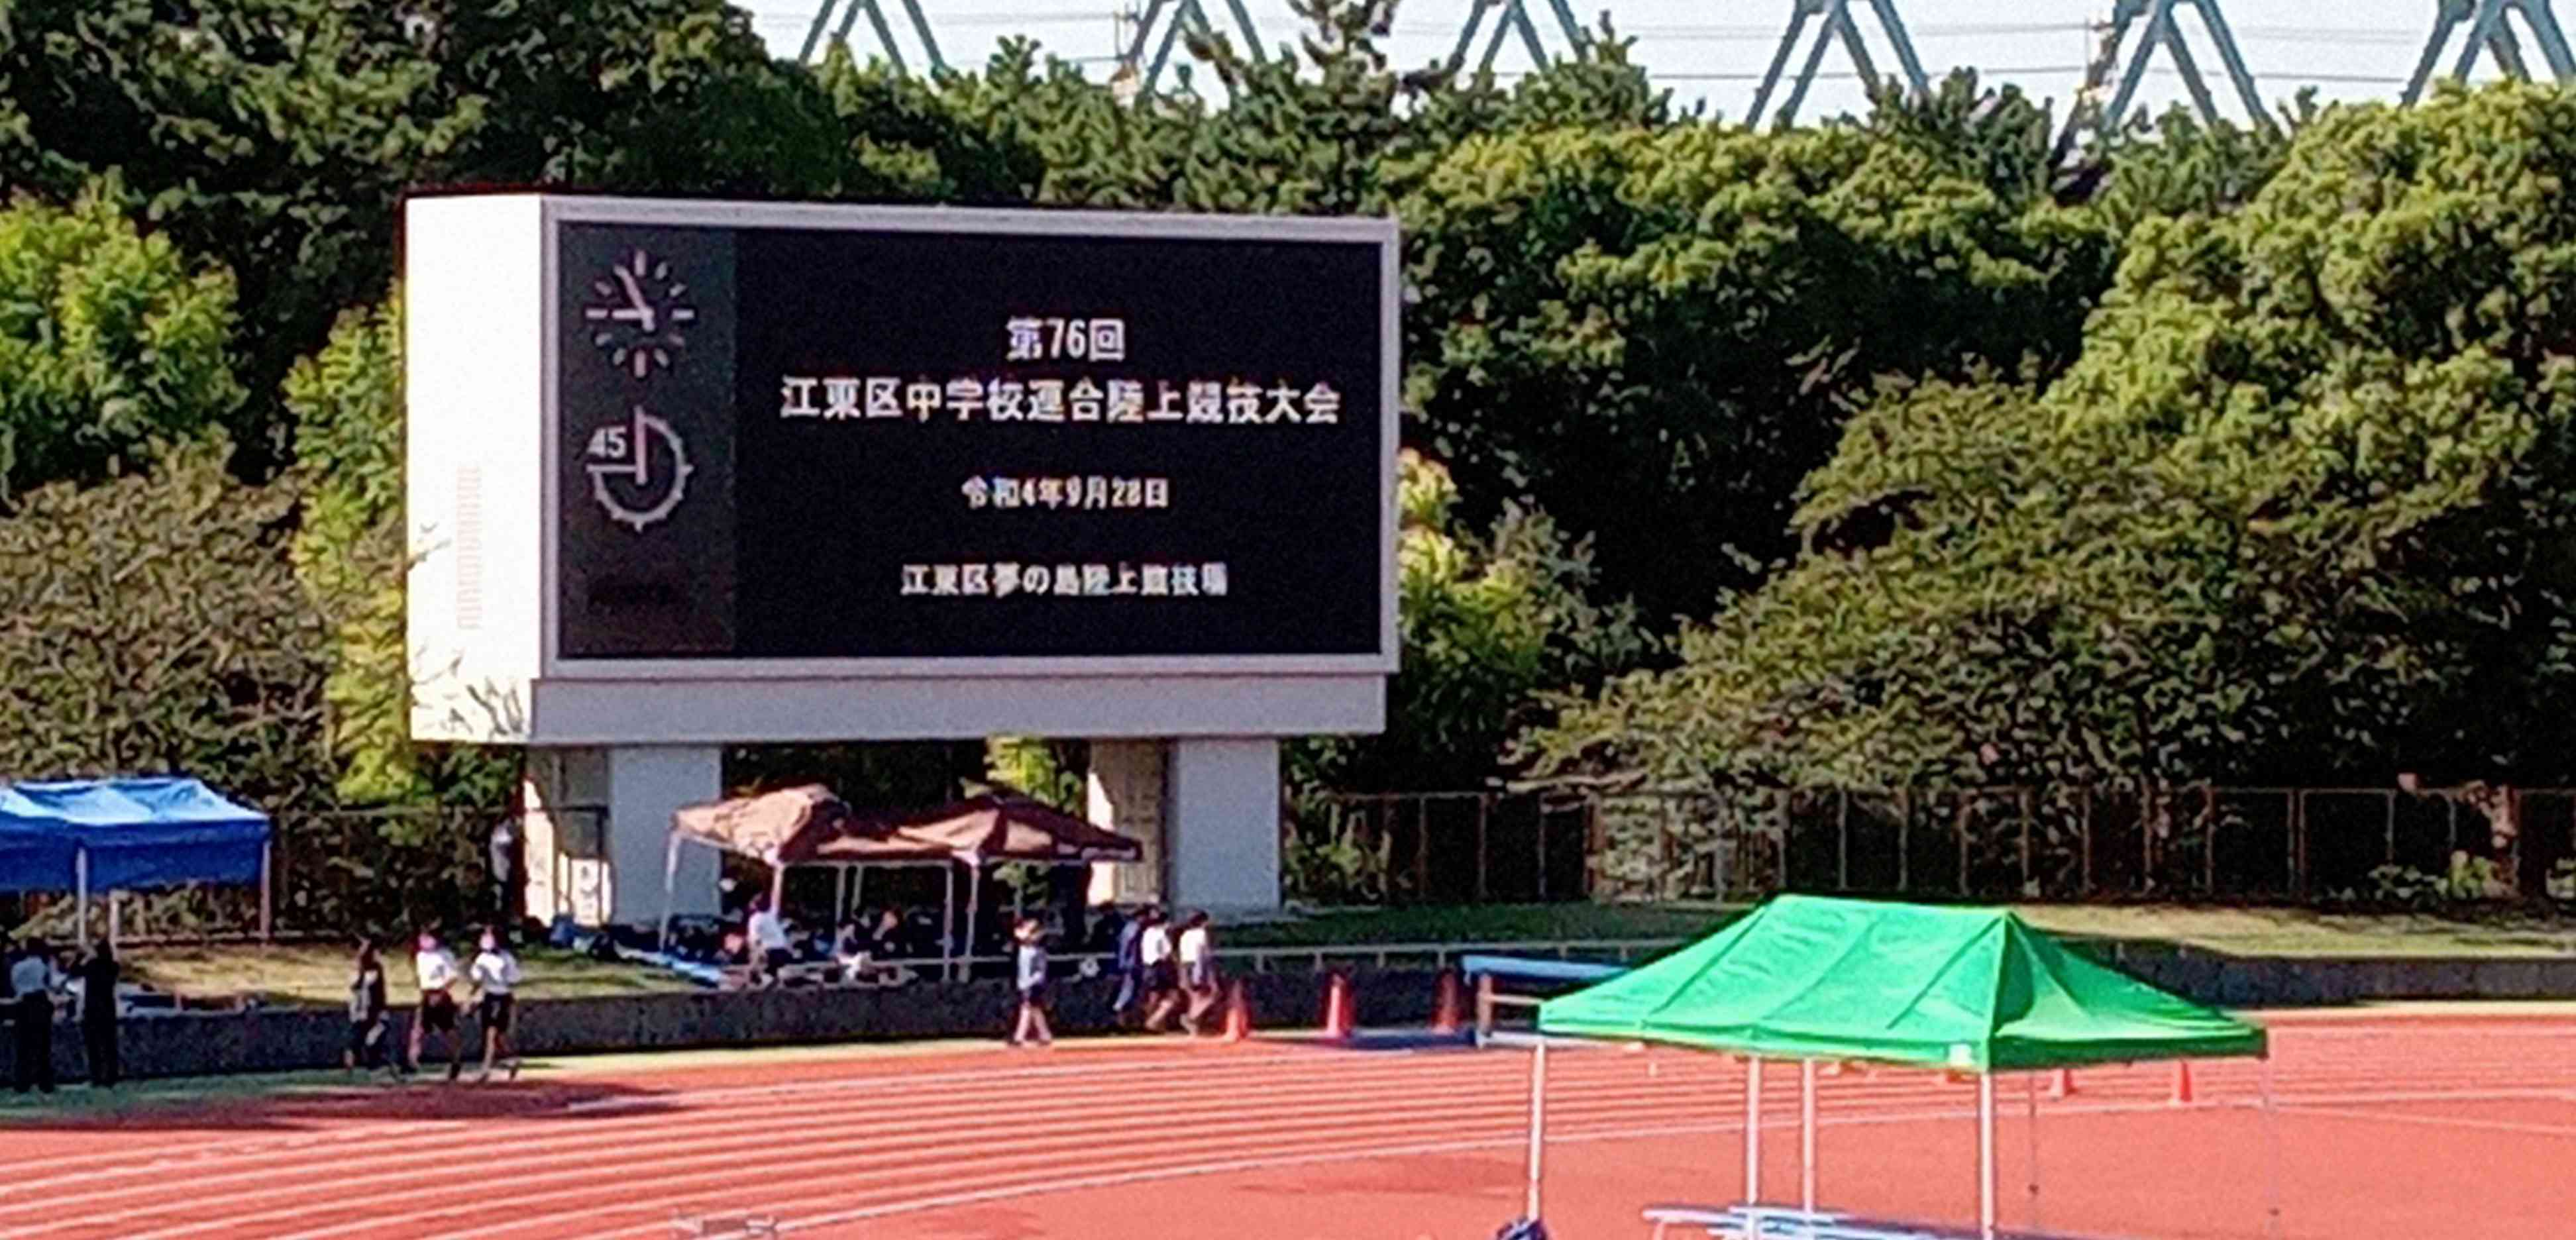 第76回
江東区中学校連合陸上競技大会
45
令和4年9月28日
江東区夢の島陸上競技場